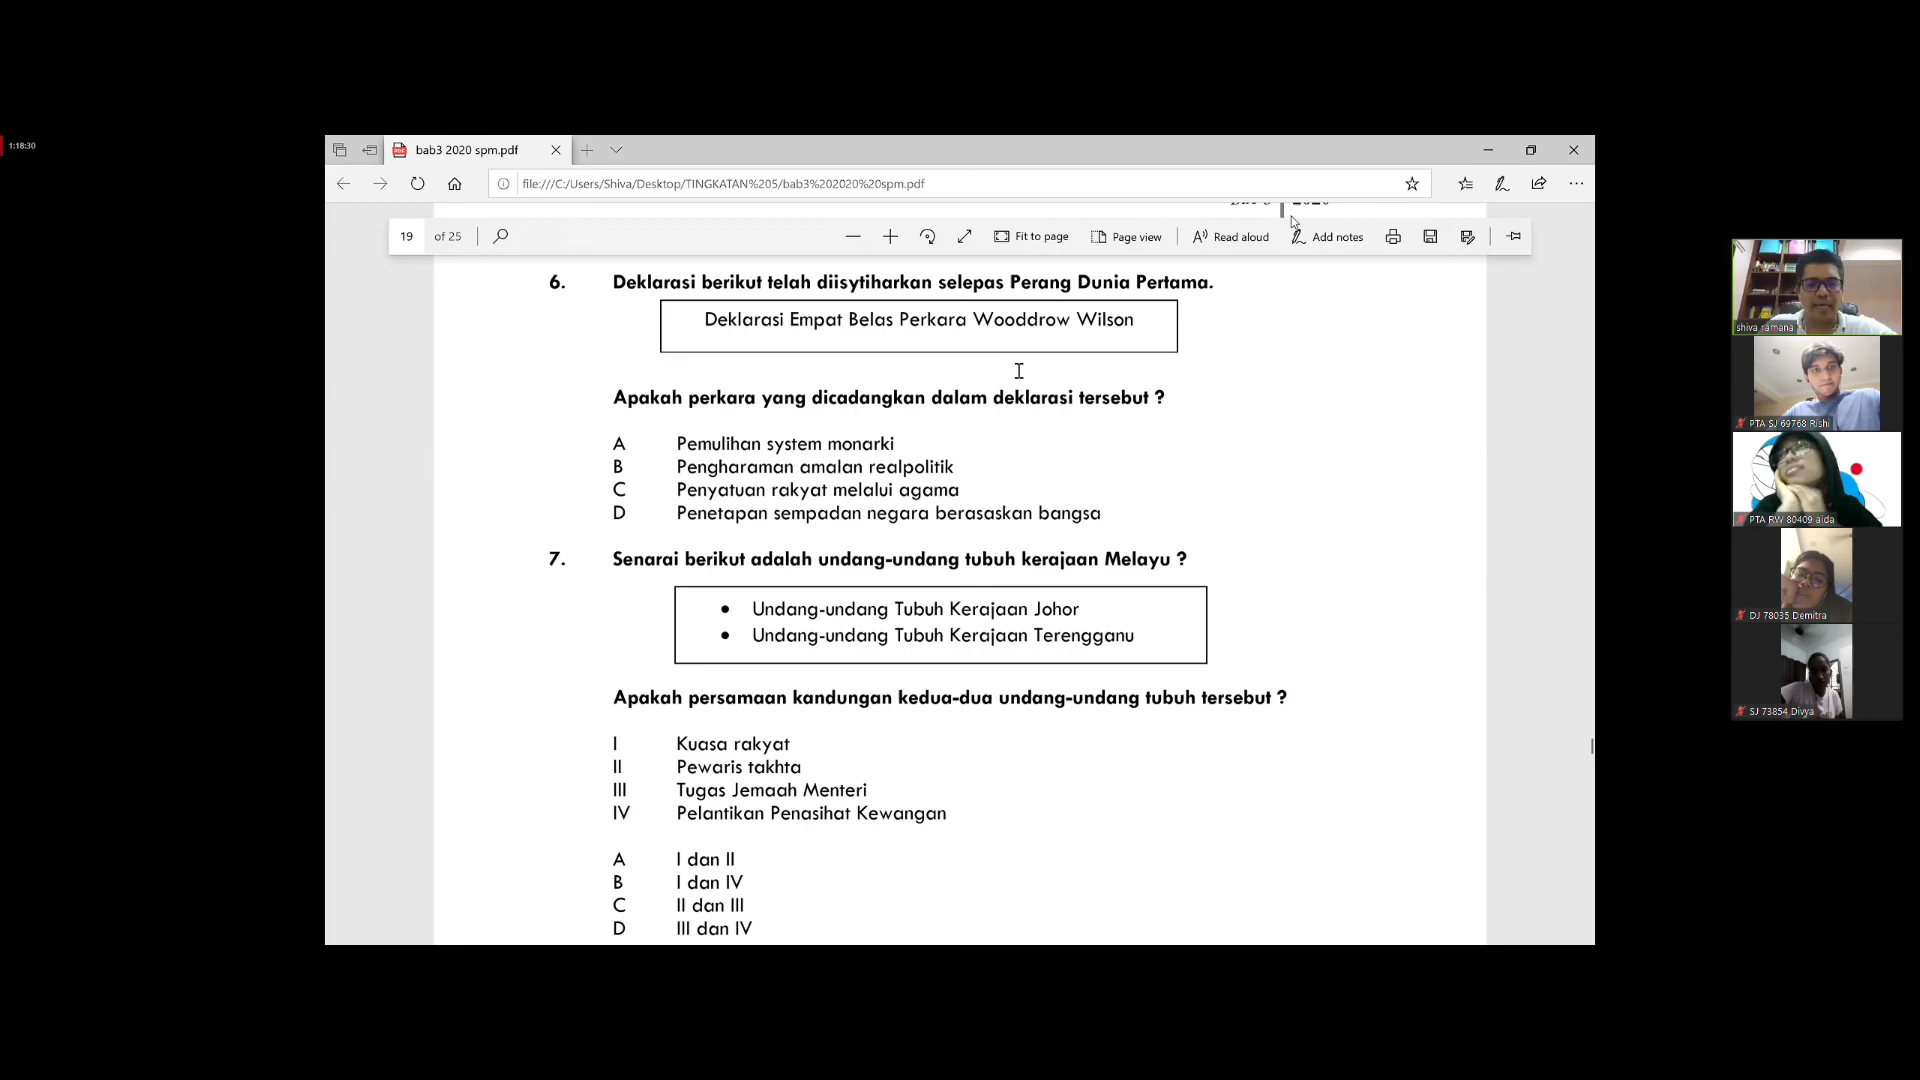 1:18:30
bab3 2020 spm.pdf
file:///C:/Users/Shiva/Desktop/TINGKATAN%205/bab3%202020%20spm.pdf
19 of 25
Fit to page
Page view
Read aloud
Add notes
6. Deklarasi berikut telah diisytiharkan selepas Perang Dunia Pertama.
Deklarasi Empat Belas Perkara Wooddrow Wilson
Apakah perkara yang dicadangkan dalam deklarasi tersebut ?
A Pemulihan system monarki
B Pengharaman amalan realpolitik
C Penyatuan rakyat melalui agama
D Penetapan sempadan negara berasaskan bangsa
7. Senarai berikut adalah undang-undang tubuh kerajaan Melayu ?
• Undang-undang Tubuh Kerajaan Johor
• Undang-undang Tubuh Kerajaan Terengganu
Apakah persamaan kandungan kedua-dua undang-undang tubuh tersebut ?
I Kuasa rakyat
II Pewaris takhta
III Tugas Jemaah Menteri
IV Pelantikan Penasihat Kewangan
A I dan II
B I dan IV
C II dan III
D III dan IV
shiva ramana
PTA SJ 69768 Rishi
PTA RW 80409 aida
DJ 78035 Demitra
SJ 73854 Divya